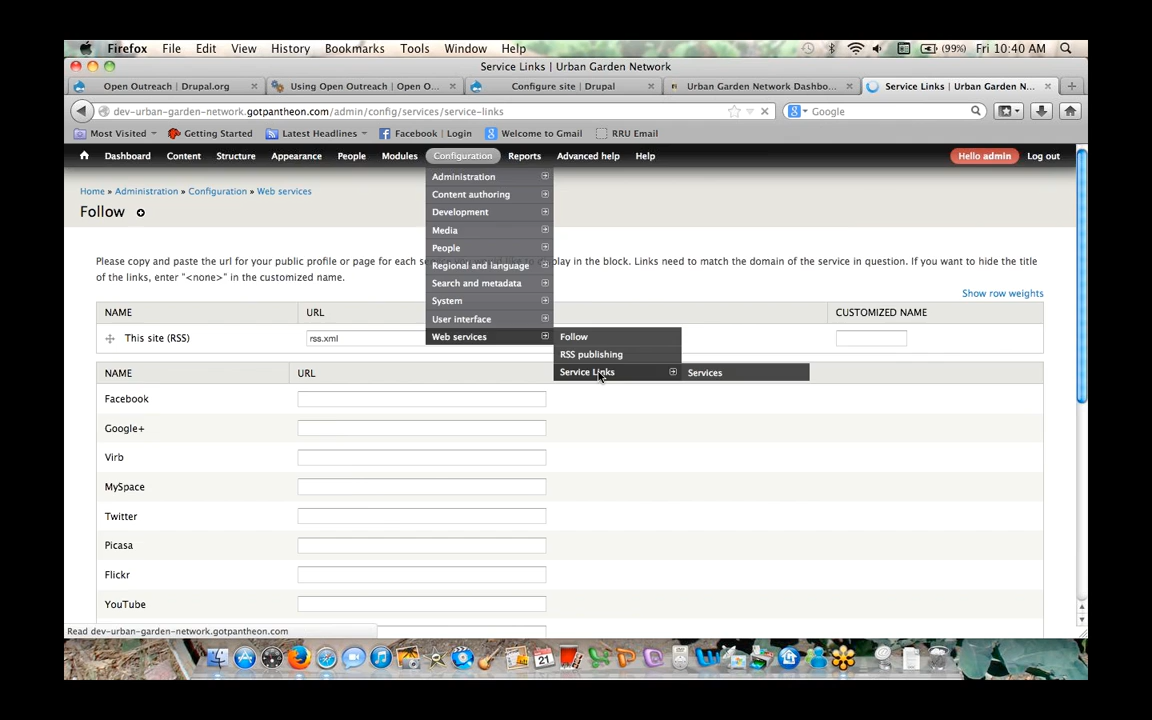 Firefox File Edit View History Bookmarks Tools Window Help (99%) Fri 10:40 AM
Service Links | Urban Garden Network
Open Outreach | Drupal.org Using Open Outreach | Open O... Configure site | Drupal Urban Garden Network Dashbo... Service Links | Urban Garden N...
dev-urban-garden-network.gotpantheon.com/admin/config/services/service-links Google
Most Visited Getting Started Latest Headlines Facebook | Login Welcome to Gmail RRU Email
Dashboard Content Structure Appearance People Modules Configuration Reports Advanced help Help Hello admin Log out
Administration
Content authoring
Development
Media
People
Regional and language
Search and metadata
System
User interface
Web services
Follow
RSS publishing
Service Links
Services
Home » Administration » Configuration » Web services
Follow
Please copy and paste the url for your public profile or page for each se play in the block. Links need to match the domain of the service in question. If you want to hide the title
of the links, enter "<none>" in the customized name.
Show row weights
NAME URL CUSTOMIZED NAME
This site (RSS) rss.xml
NAME URL
Facebook
Google+
Virb
MySpace
Twitter
Picasa
Flickr
YouTube
Read dev-urban-garden-network.gotpantheon.com
21